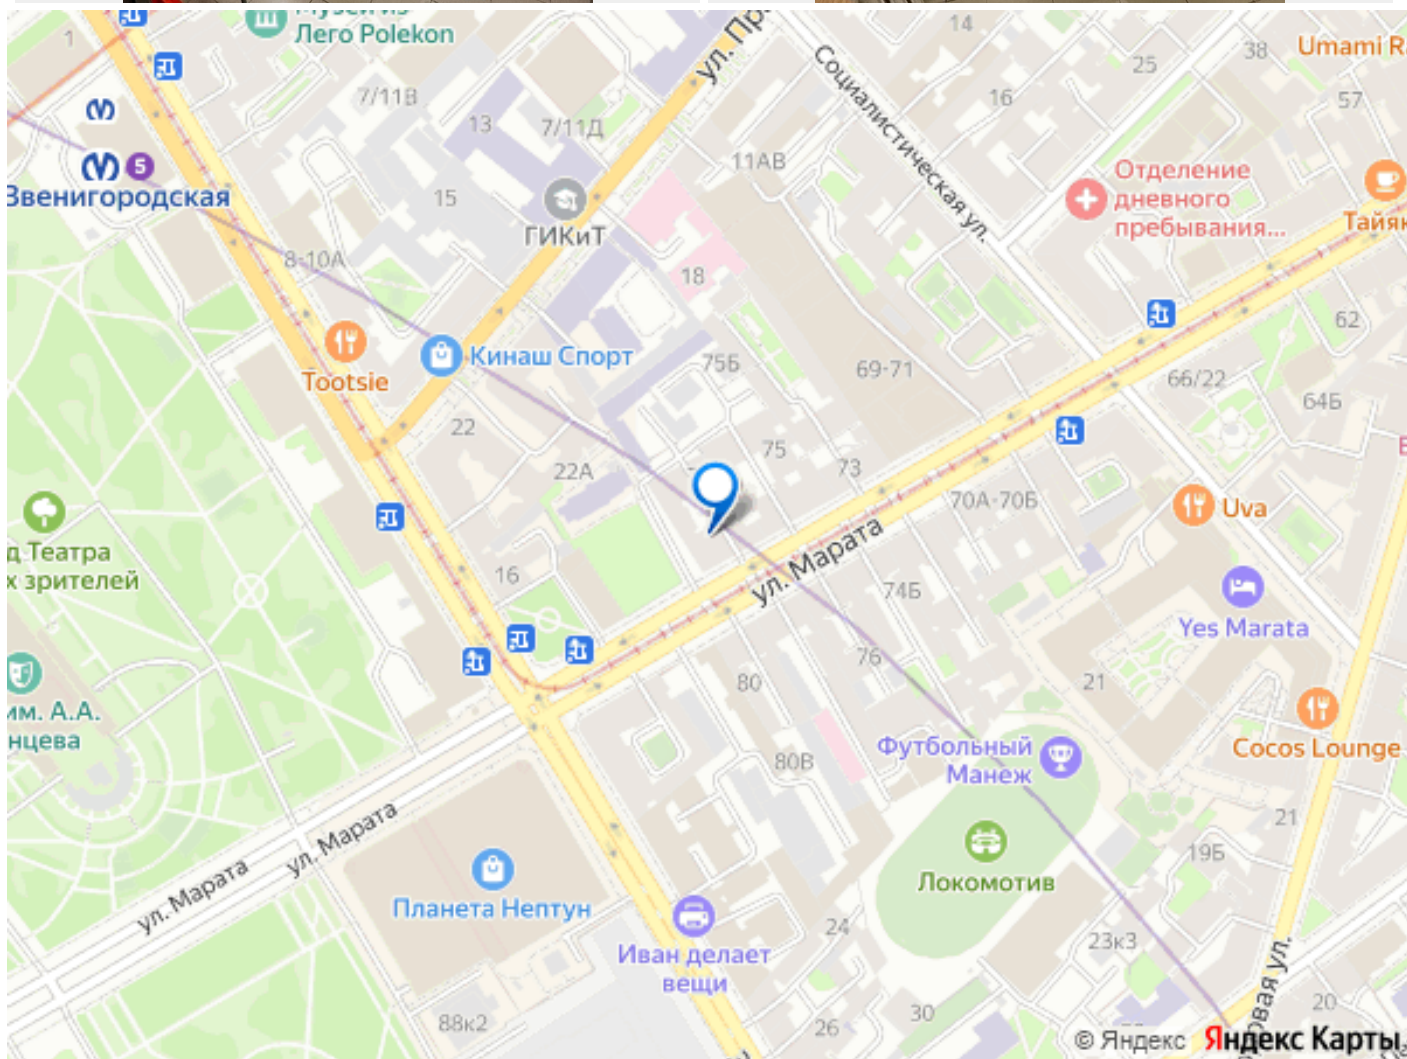 Лего Polekon
1
7/11В
13
7/11Д
ул. Пр
Социалистическая ул.
14
25
38
Umami R
16
57
11АВ
5
Звенигородская
15
ГИКиТ
18
8-10А
Отделение
дневного
пребывания...
Тайяк
62
Tootsie
Кинаш Спорт
75Б
69-71
66/22
64Б
22
22А
75
73
70А-70Б
Uva
д Театра
х зрителей
16
ул. Марата
74Б
Yes Marata
76
80
21
им. А.А.
нцева
80В
Футбольный
Манеж
Cocos Lounge
ул. Марата
ул. Марата
21
19Б
Локомотив
Планета Нептун
Иван делает
вещи
24
23к3
88к2
26
30
20
овая ул.
© Яндекс Яндекс Карты